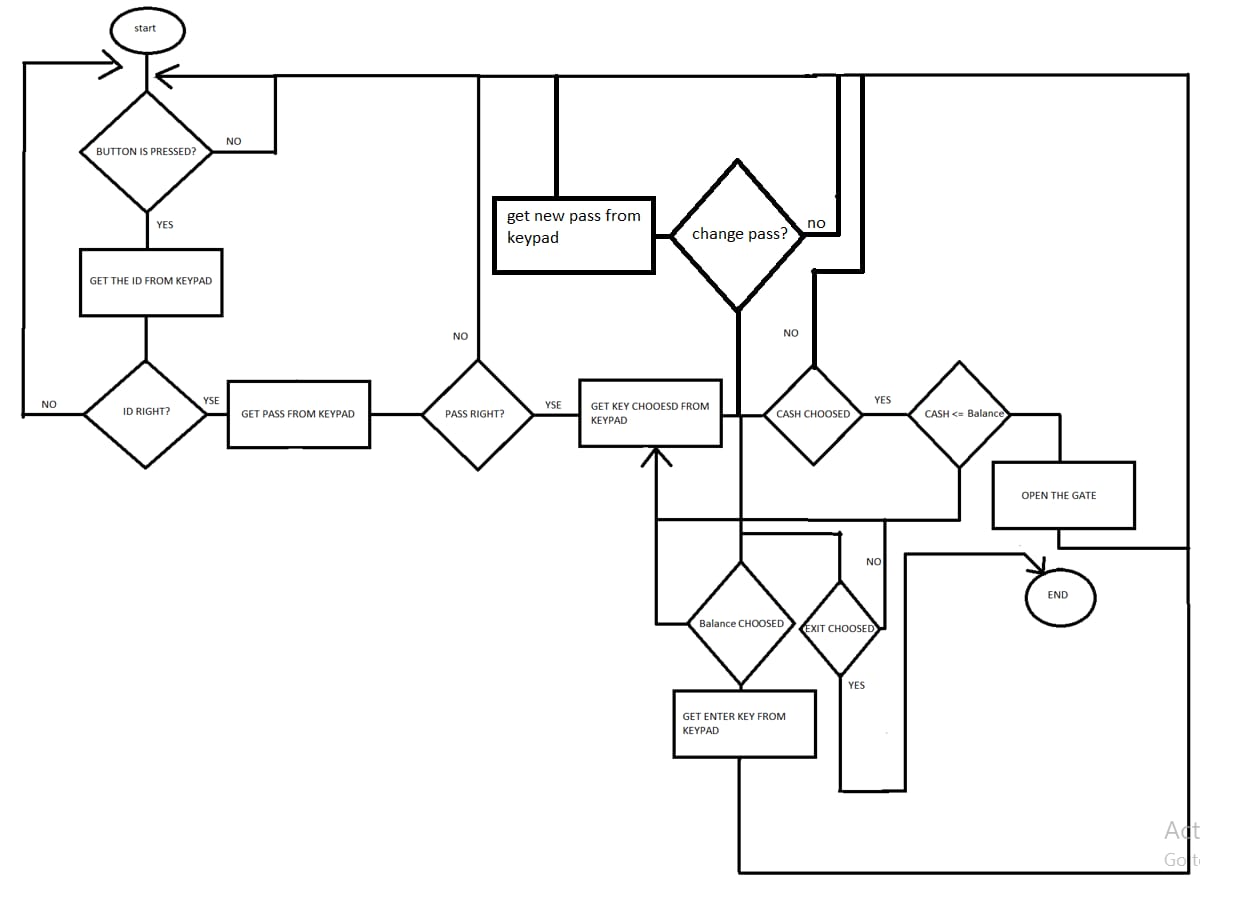 start
BUTTON IS PRESSED?
NO
YES
GET THE ID FROM KEYPAD
NO
ID RIGHT?
YSE
GET PASS FROM KEYPAD
NO
PASS RIGHT?
YSE
get new pass from
keypad
change pass?
no
GET KEY CHOOESD FROM
KEYPAD
NO
CASH CHOOSED
YES
CASH <= Balance
OPEN THE GATE
NO
END
Balance CHOOSED
EXIT CHOOSED
YES
GET ENTER KEY FROM
KEYPAD
Act
Go t